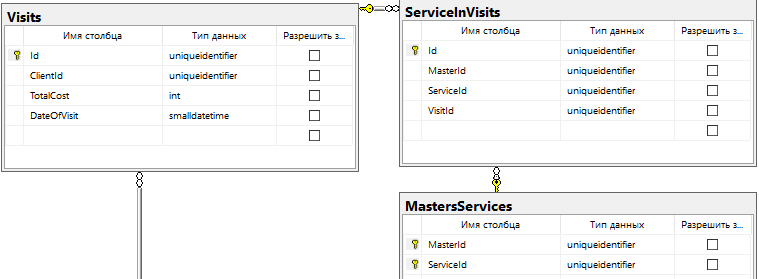 Visits
Имя столбца Тип данных Разрешить з...
Id uniqueidentifier
ClientId uniqueidentifier
TotalCost int
DateOfVisit smalldatetime
ServiceInVisits
Имя столбца Тип данных Разрешить з...
Id uniqueidentifier
MasterId uniqueidentifier
ServiceId uniqueidentifier
VisitId uniqueidentifier
MastersServices
Имя столбца Тип данных Разрешить з...
MasterId uniqueidentifier
ServiceId uniqueidentifier